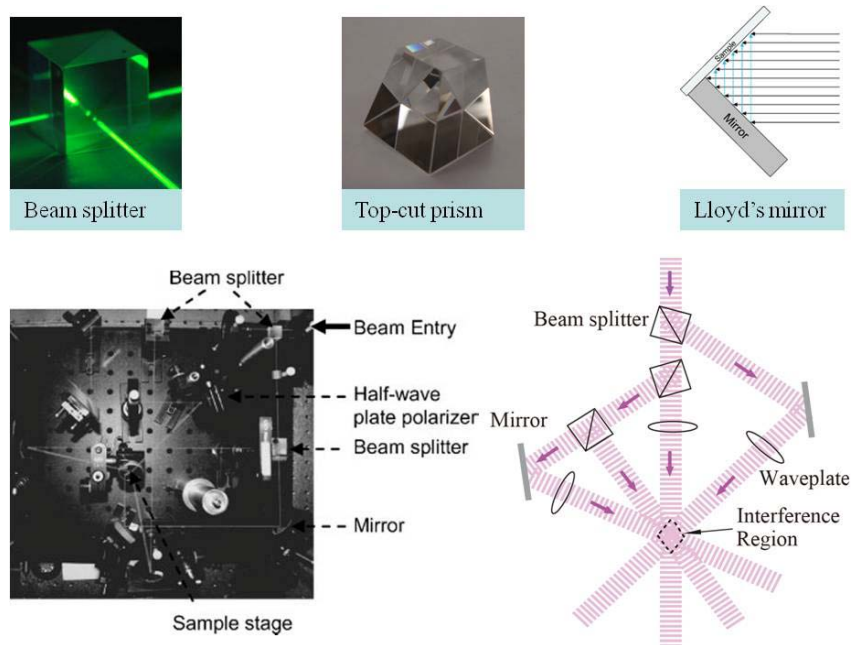 Sample
Mirror
Beam splitter
Top-cut prism
Lloyd's mirror
Beam splitter
Beam Entry
Half-wave
plate polarizer
Beam splitter
Mirror
Sample stage
Beam splitter
Mirror
Waveplate
Interference
Region